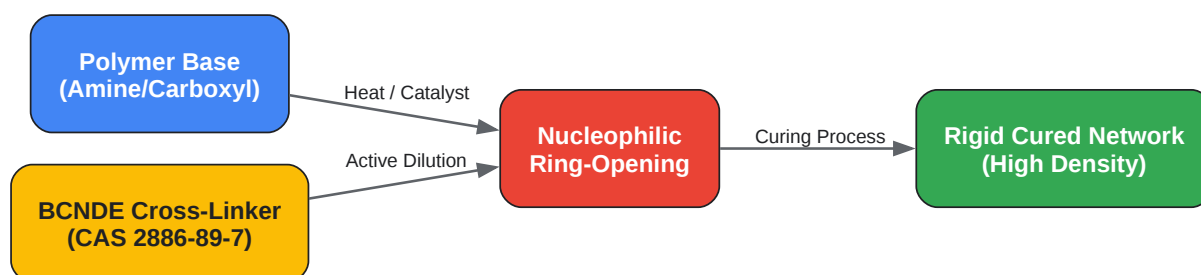 Polymer Base
(Amine/Carboxyl)
Heat / Catalyst
BCNDE Cross-Linker
(CAS 2886-89-7)
Active Dilution
Nucleophilic
Ring-Opening
Curing Process
Rigid Cured Network
(High Density)